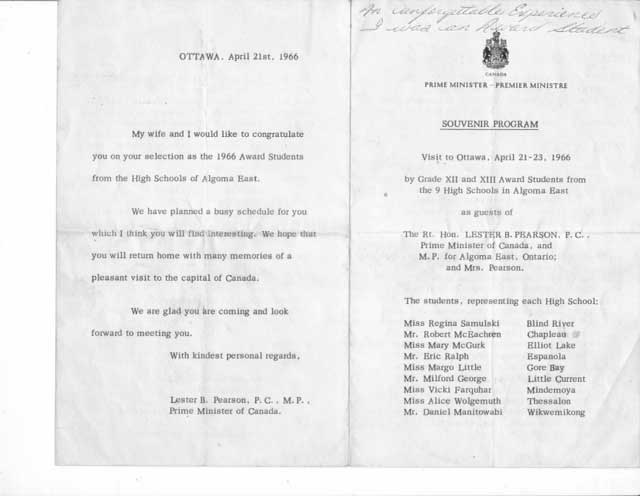 OTTAWA, April 21st, 1966
My wife and I would like to congratulate
you on your selection as the 1966 Award Students
from the High Schools of Algoma East.
We have planned a busy schedule for you
which I think you will find interesting. We hope that
you will return home with many memories of a
pleasant visit to the capital of Canada.
We are glad you are coming and look
forward to meeting you.
With kindest personal regards,
Lester B. Pearson, P. C. , M. P. ,
Prime Minister of Canada.
An unforgettable Experience
I was an Award Student
CANADA
PRIME MINISTER - PREMIER MINISTRE
SOUVENIR PROGRAM
Visit to Ottawa, April 21-23, 1966
by Grade XII and XIII Award Students from
the 9 High Schools in Algoma East
as guests of
The Rt. Hon. LESTER B. PEARSON, P. C. ,
Prime Minister of Canada, and
M. P. for Algoma East, Ontario;
and Mrs. Pearson.
The students, representing each High School:
Miss Regina Samulski Blind River
Mr. Robert McEachren Chapleau
Miss Mary McGurk Elliot Lake
Mr. Eric Ralph Espanola
Miss Margo Little Gore Bay
Mr. Milford George Little Current
Miss Vicki Farquhar Mindemoya
Miss Alice Wolgemuth Thessalon
Mr. Daniel Manitowabi Wikwemikong